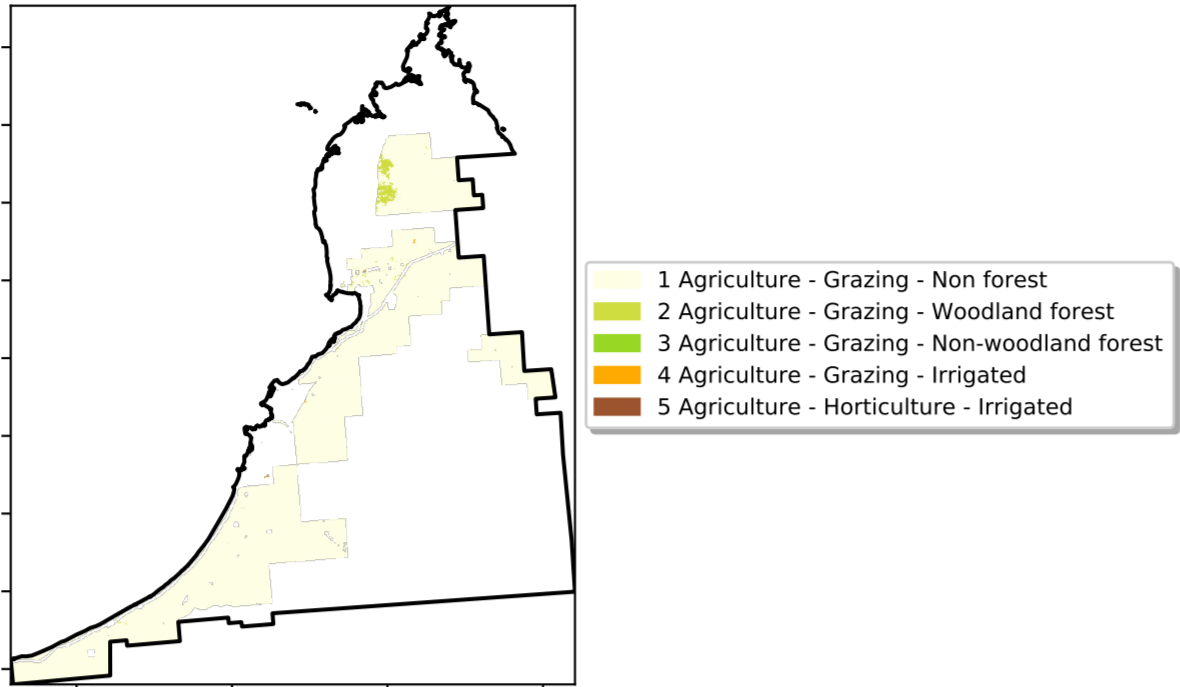 1 Agriculture - Grazing - Non forest
2 Agriculture - Grazing - Woodland forest
3 Agriculture - Grazing - Non-woodland forest
4 Agriculture - Grazing - Irrigated
5 Agriculture - Horticulture - Irrigated